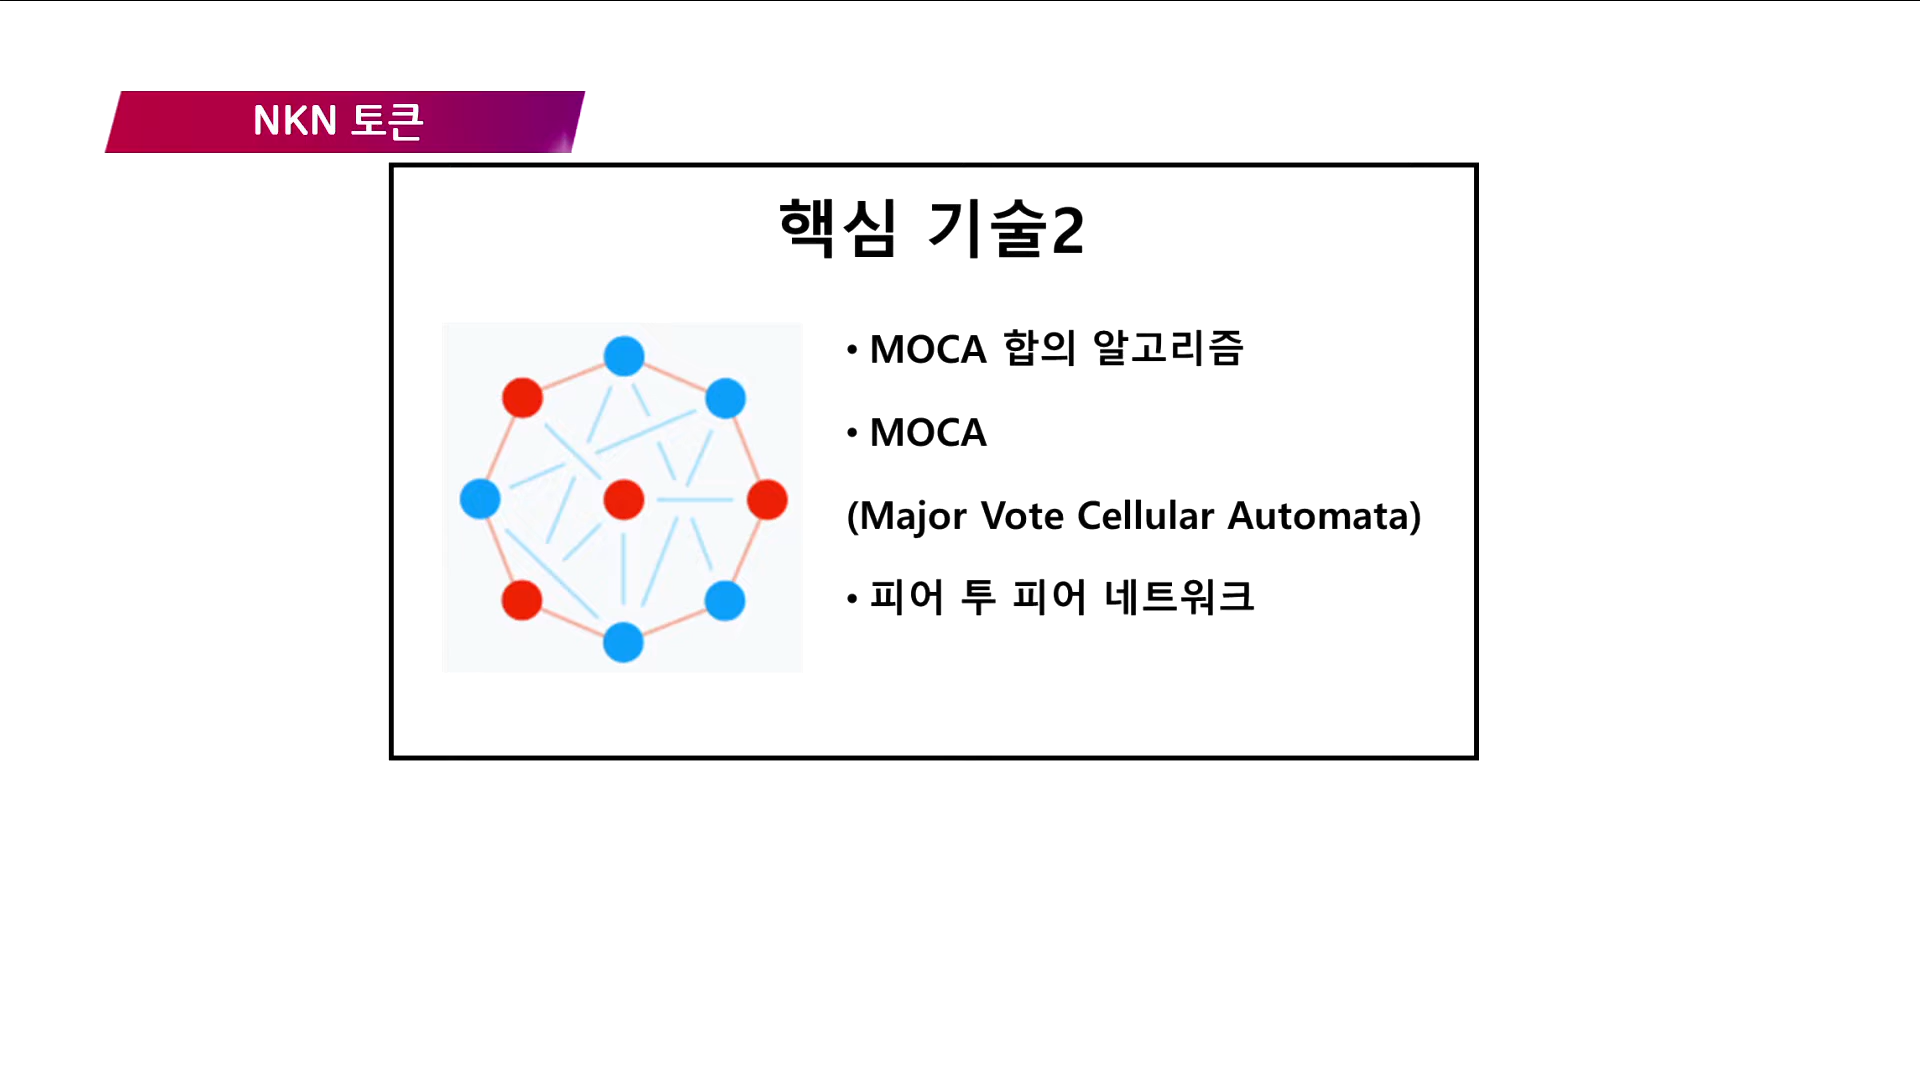 NKN 토큰
핵심 기술2
• MOCA 합의 알고리즘
• MOCA
(Major Vote Cellular Automata)
• 피어 투 피어 네트워크